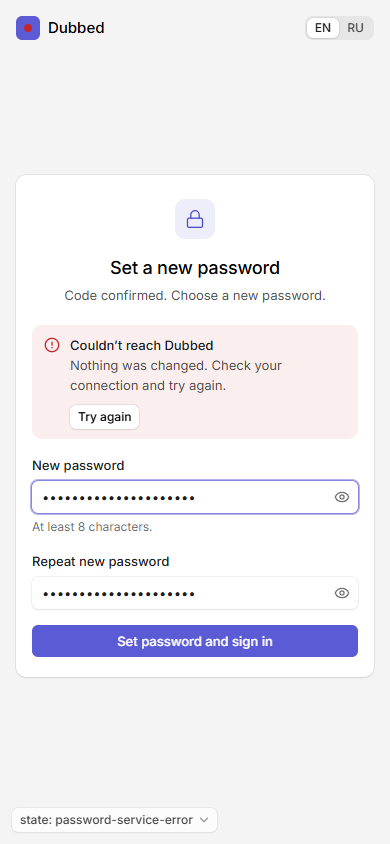 Dubbed
EN RU
Set a new password
Code confirmed. Choose a new password.
Couldn’t reach Dubbed
Nothing was changed. Check your
connection and try again.
Try again
New password
•••••••••••••••••••••
At least 8 characters.
Repeat new password
•••••••••••••••••••••
Set password and sign in
state: password-service-error